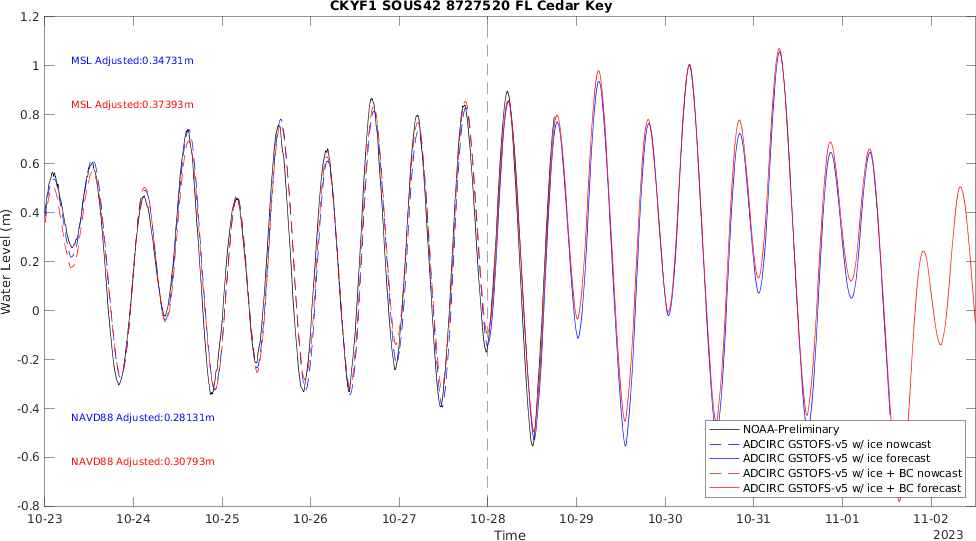 CKYF1 SOUS42 8727520 FL Cedar Key
1.2
1
0.8
0.6
0.4
0.2
0
-0.2
-0.4
-0.6
-0.8
Water Level (m)
MSL Adjusted:0.34731m
MSL Adjusted:0.37393m
NAVD88 Adjusted:0.28131m
NAVD88 Adjusted:0.30793m
NOAA-Preliminary
ADCIRC GSTOFS-v5 w/ ice nowcast
ADCIRC GSTOFS-v5 w/ ice forecast
ADCIRC GSTOFS-v5 w/ ice + BC nowcast
ADCIRC GSTOFS-v5 w/ ice + BC forecast
10-23 10-24 10-25 10-26 10-27 10-28 10-29 10-30 10-31 11-01 11-02
Time
2023